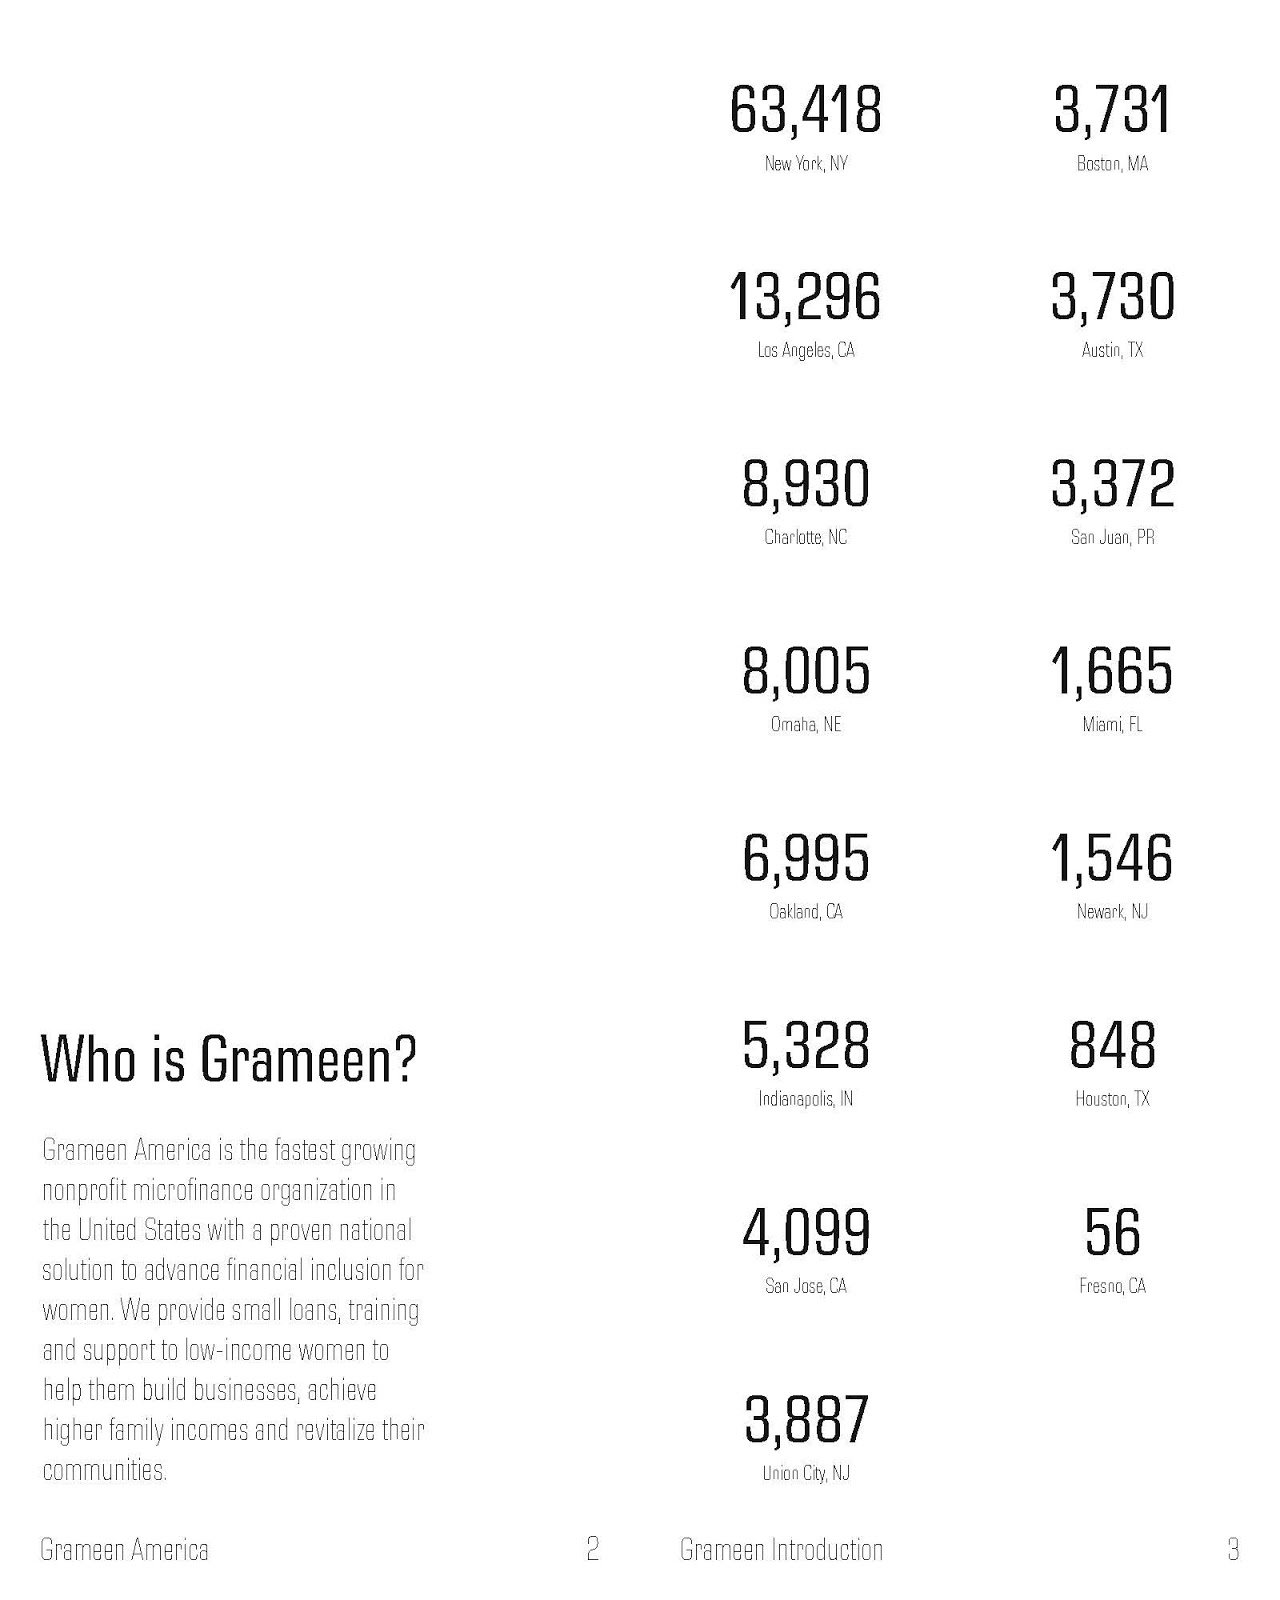 Who is Grameen?
Grameen America is the fastest growing
nonprofit microfinance organization in
the United States with a proven national
solution to advance financial inclusion for
women. We provide small loans, training
and support to low-income women to
help them build businesses, achieve
higher family incomes and revitalize their
communities.
Grameen America
2
63,418
New York, NY
13,296
Los Angeles, CA
8,930
Charlotte, NC
8,005
Omaha, NE
6,995
Oakland, CA
5,328
Indianapolis, IN
4,099
San Jose, CA
3,887
Union City, NJ
3,731
Boston, MA
3,730
Austin, TX
3,372
San Juan, PR
1,665
Miami, FL
1,546
Newark, NJ
848
Houston, TX
56
Fresno, CA
Grameen Introduction
3